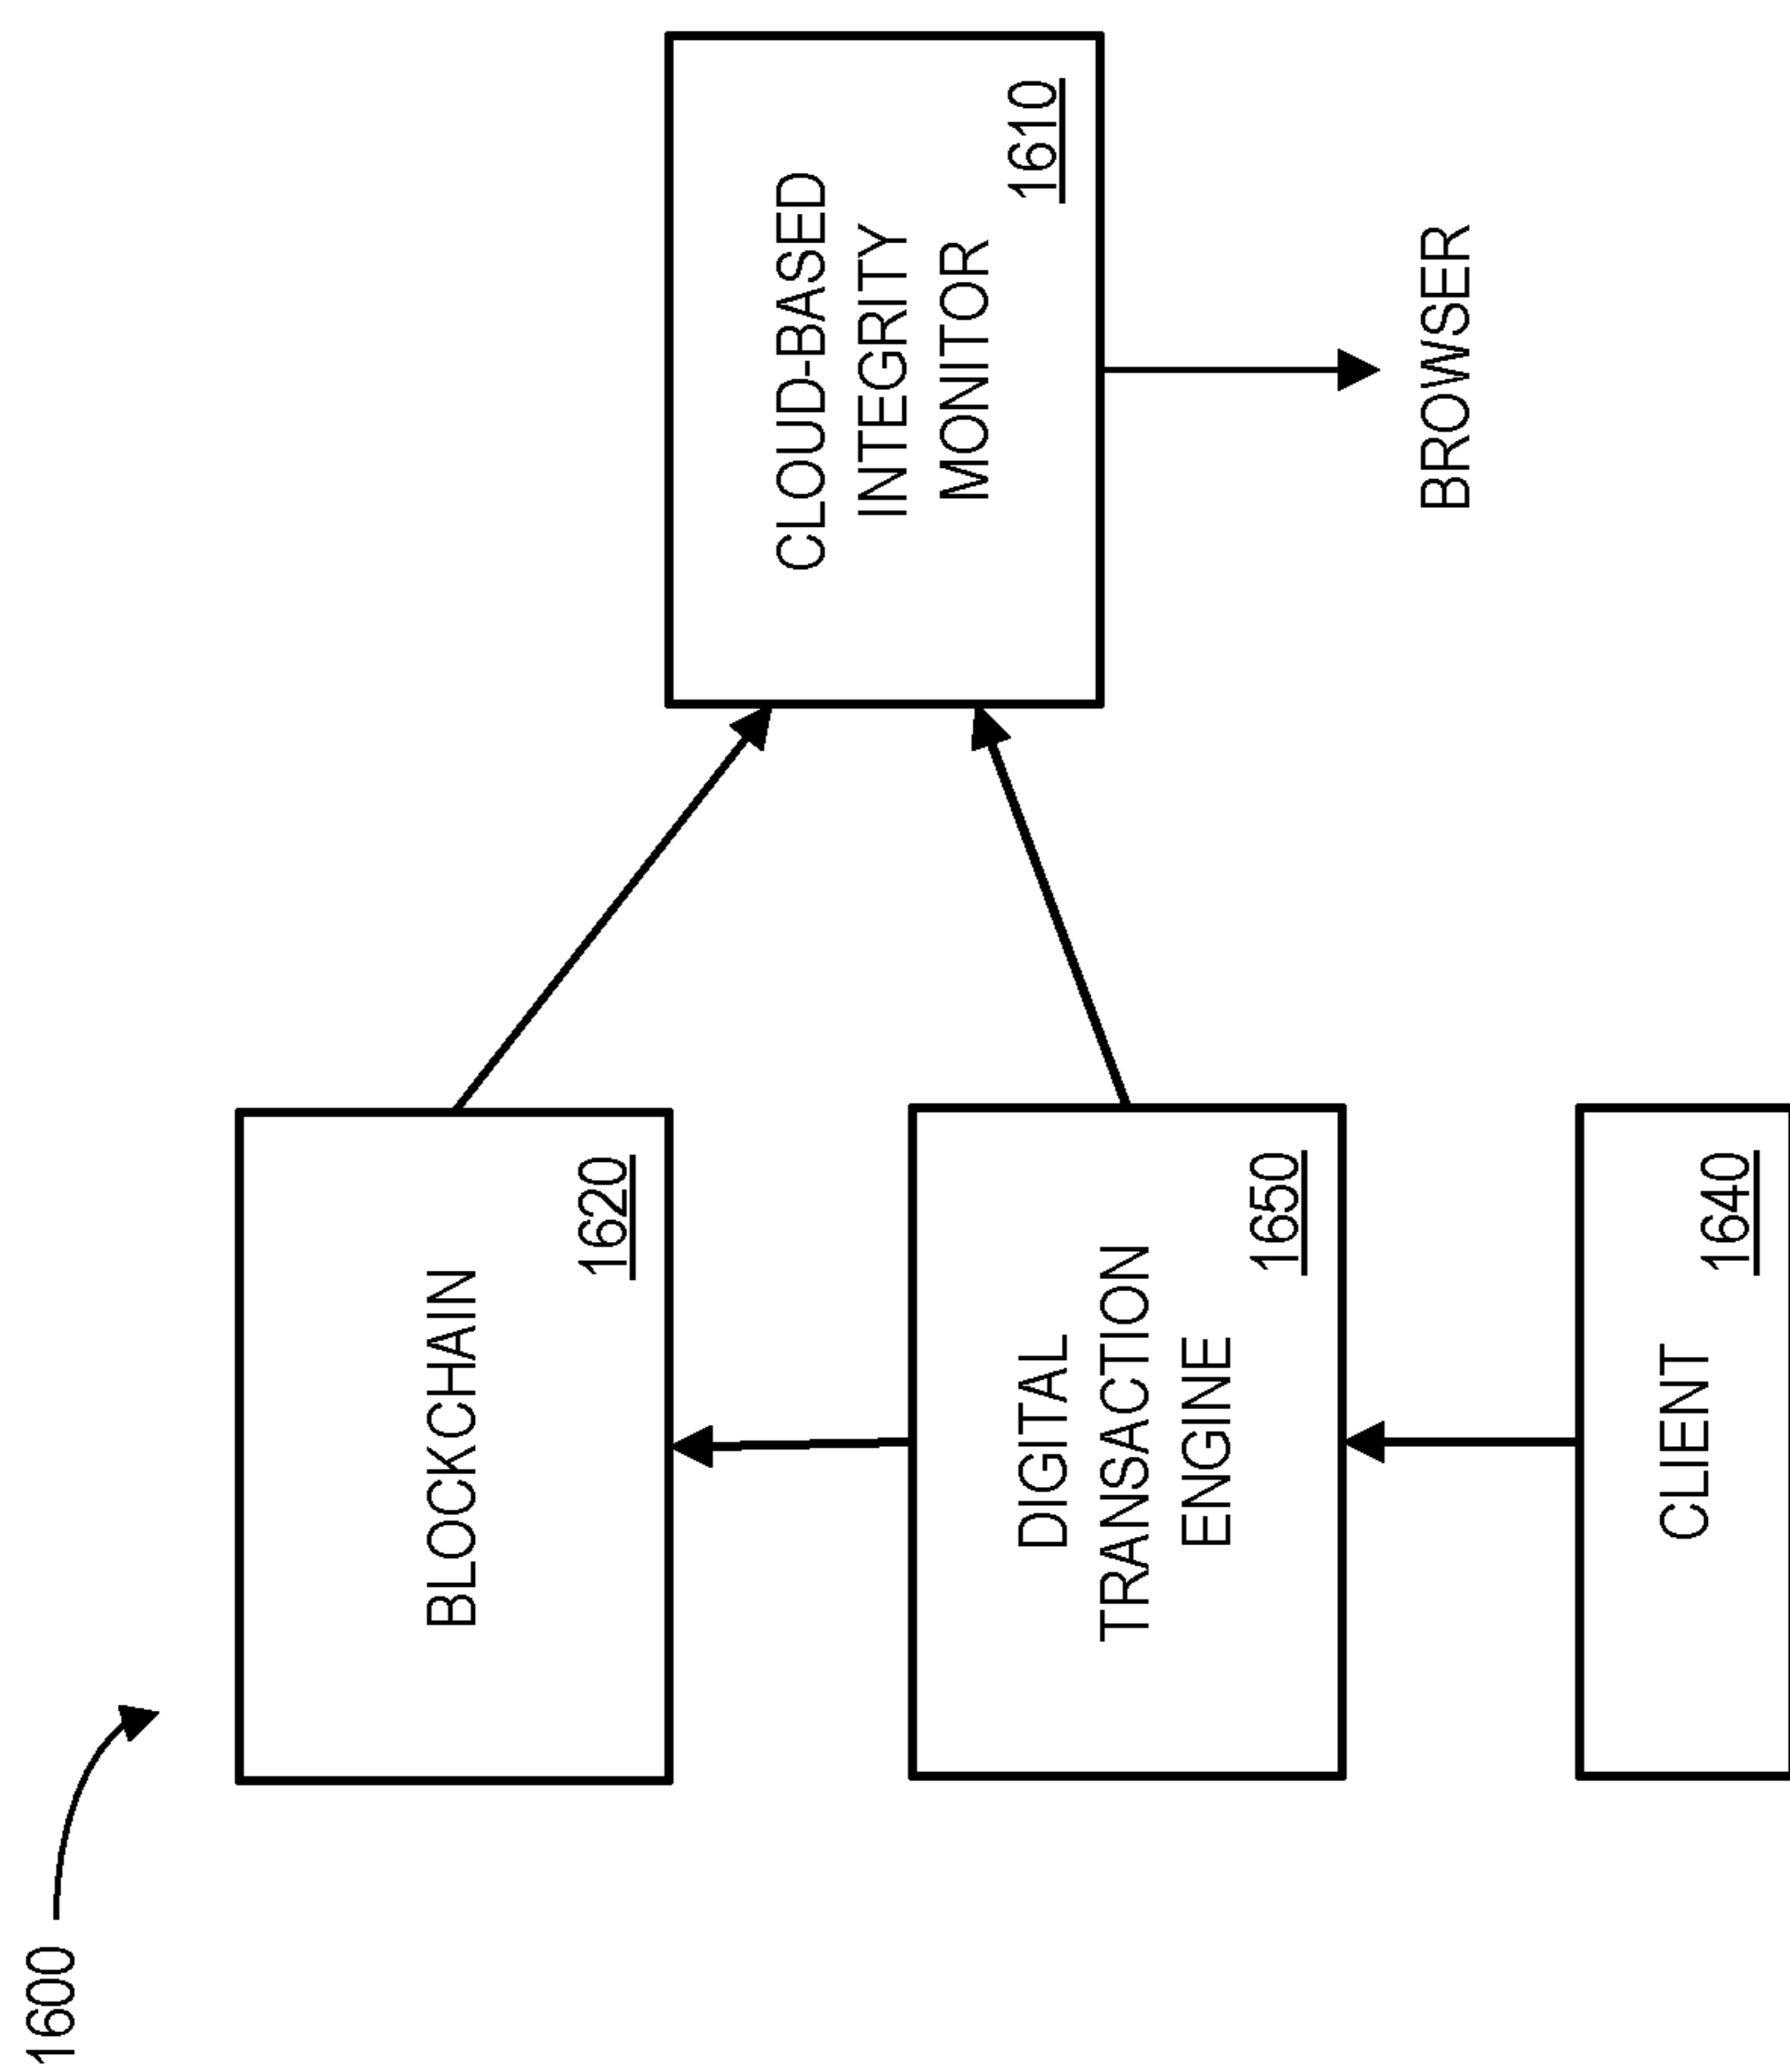 1600
BLOCKCHAIN
1620
DIGITAL
TRANSACTION
ENGINE
1650
CLIENT
1640
CLOUD-BASED
INTEGRITY
MONITOR
1610
BROWSER